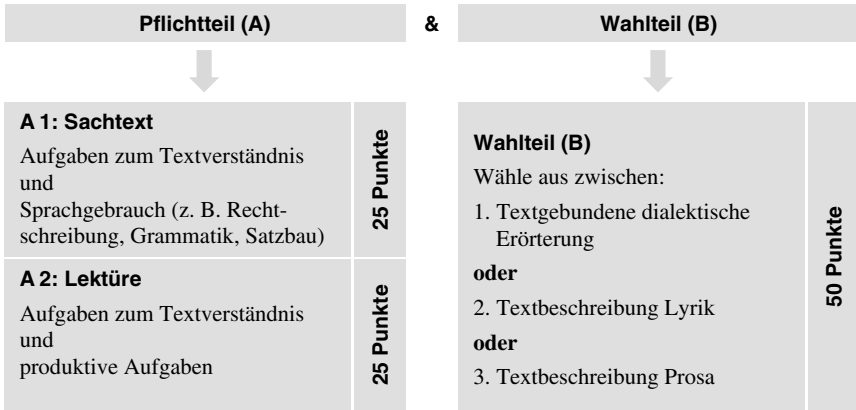 Pflichtteil (A)
&
Wahlteil (B)
A 1: Sachtext
Aufgaben zum Textverständnis
und
Sprachgebrauch (z. B. Recht-
schreibung, Grammatik, Satzbau)
25 Punkte
A 2: Lektüre
Aufgaben zum Textverständnis
und
produktive Aufgaben
25 Punkte
Wahlteil (B)
Wähle aus zwischen:
1. Textgebundene dialektische
Erörterung
oder
2. Textbeschreibung Lyrik
oder
3. Textbeschreibung Prosa
50 Punkte